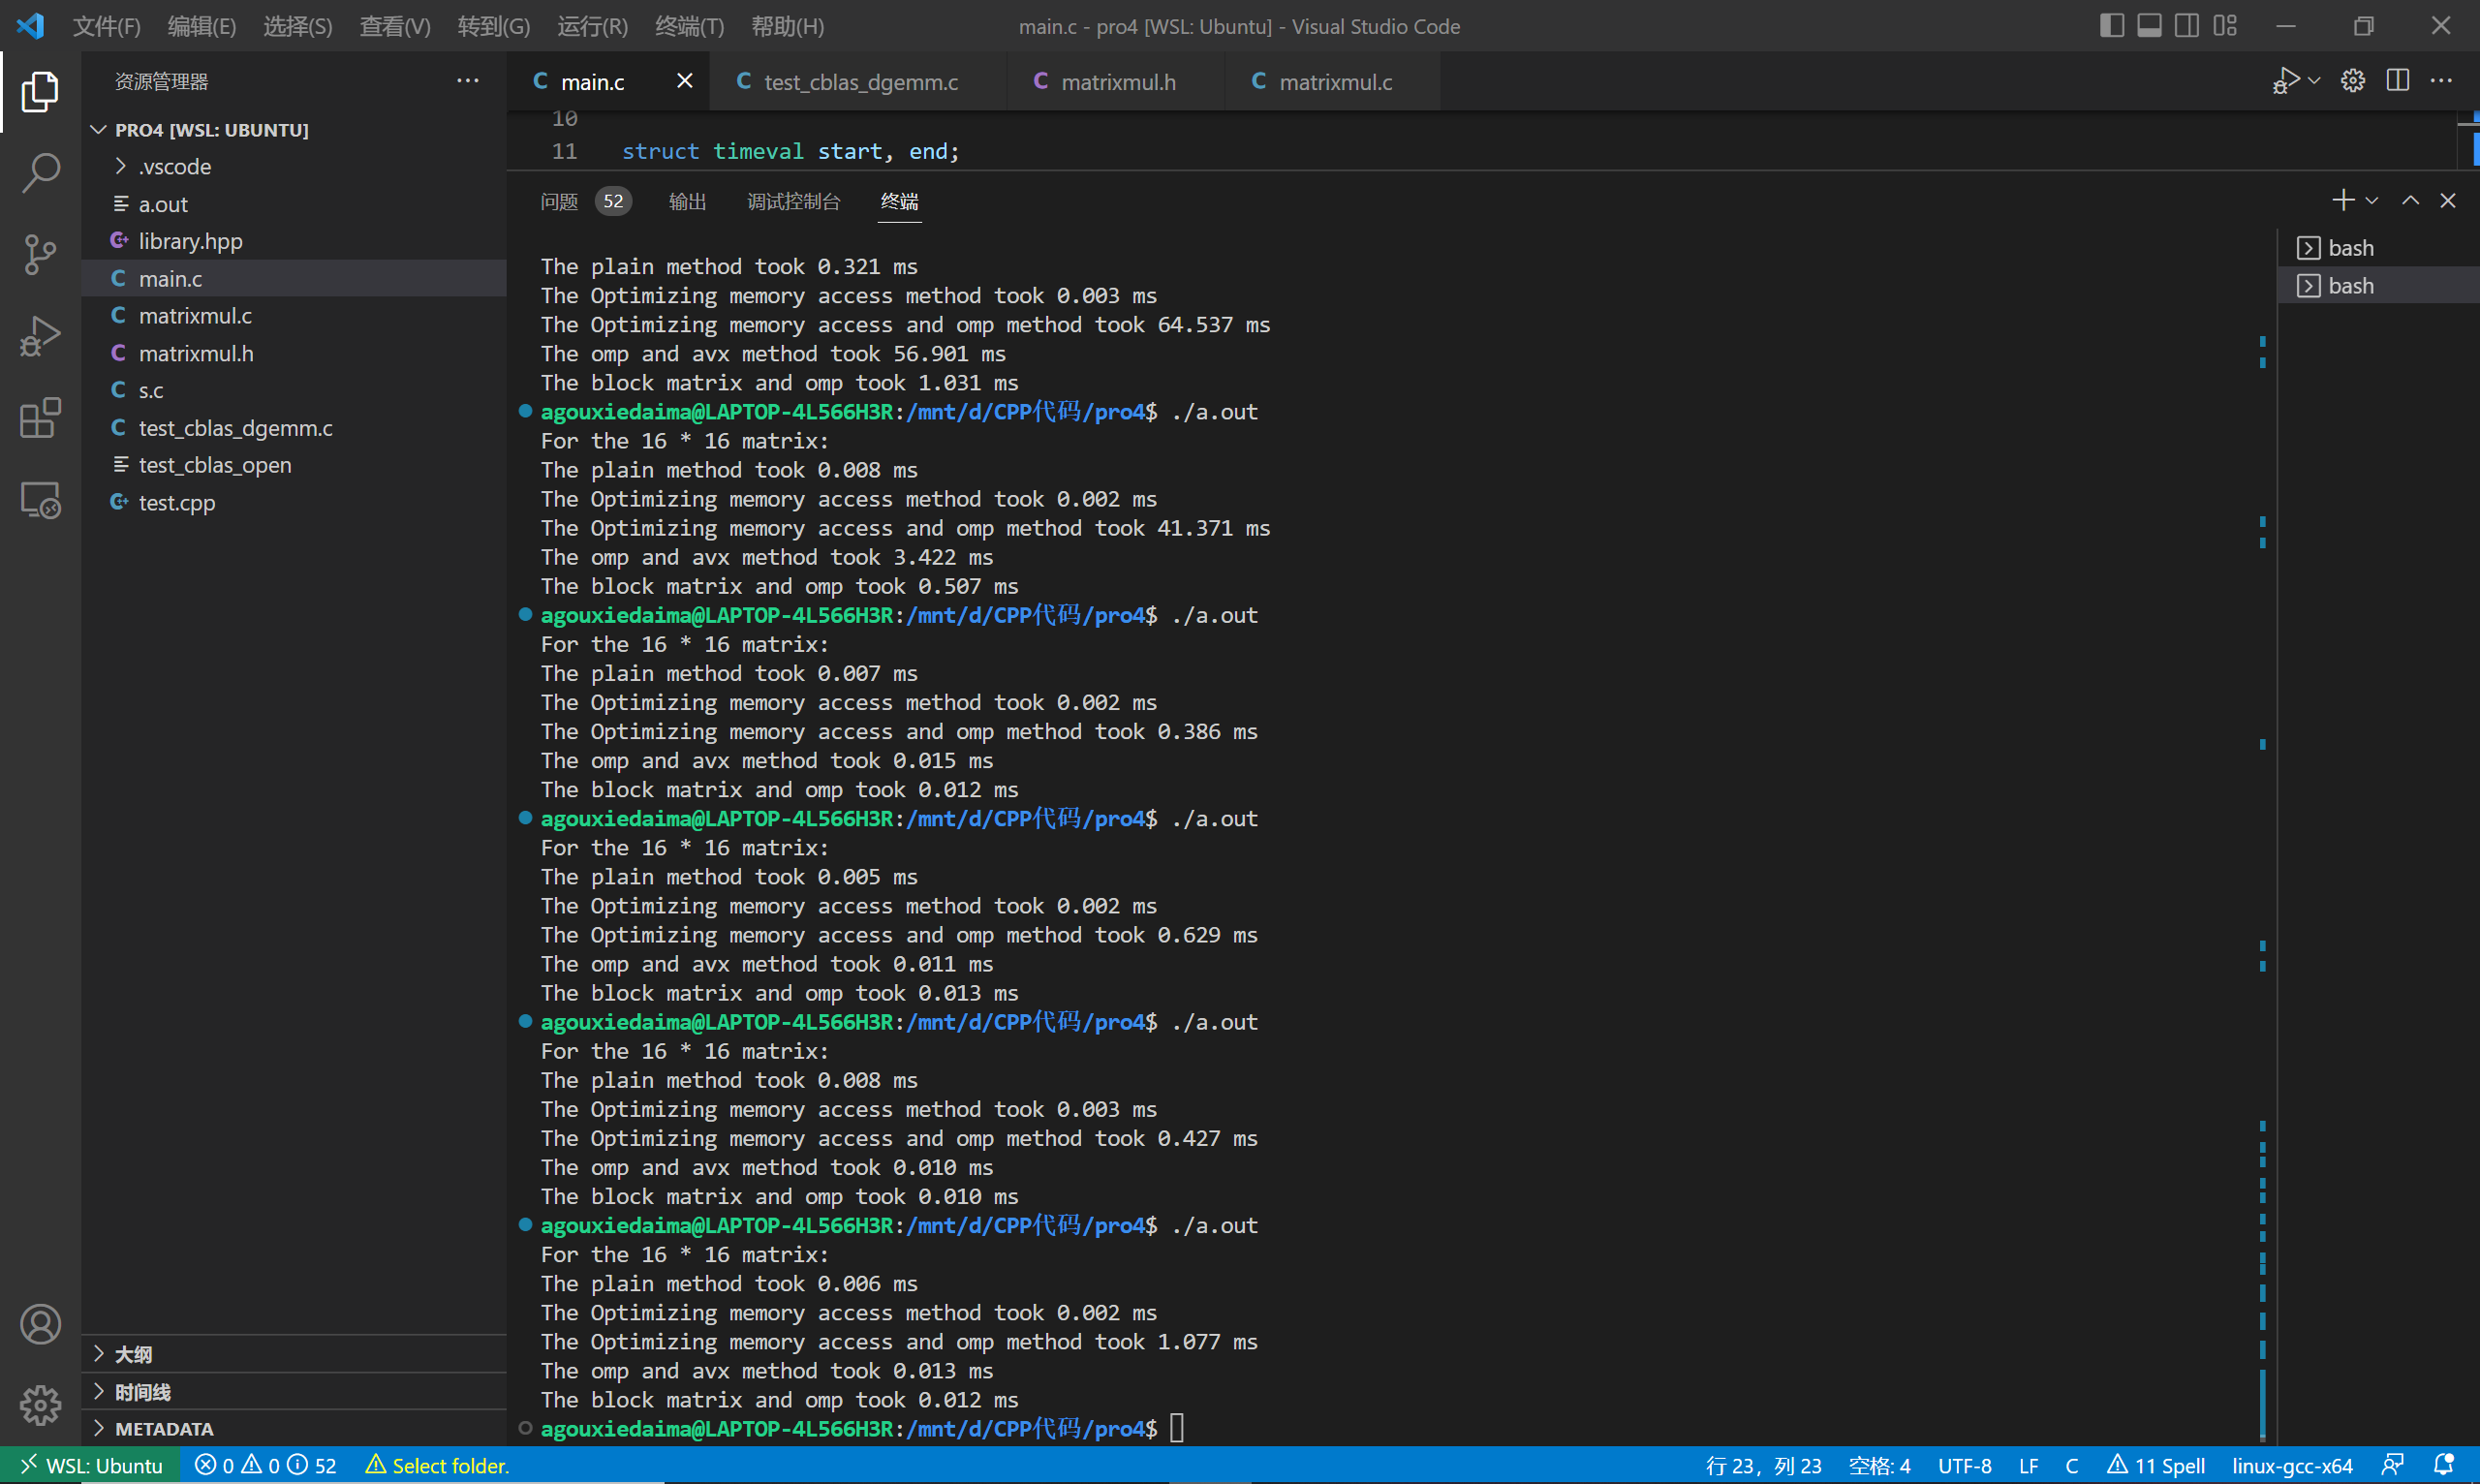 文件(F) 编辑(E) 选择(S) 查看(V) 转到(G) 运行(R) 终端(T) 帮助(H) main.c - pro4 [WSL: Ubuntu] - Visual Studio Code
资源管理器
PRO4 [WSL: UBUNTU]
.vscode
a.out
library.hpp
main.c
matrixmul.c
matrixmul.h
s.c
test_cblas_dgemm.c
test_cblas_open
test.cpp
大纲
时间线
METADATA
main.c test_cblas_dgemm.c matrixmul.h matrixmul.c
10
11 struct timeval start, end;
问题 52 输出 调试控制台 终端
bash
bash
The plain method took 0.321 ms
The Optimizing memory access method took 0.003 ms
The Optimizing memory access and omp method took 64.537 ms
The omp and avx method took 56.901 ms
The block matrix and omp took 1.031 ms
agouxiedaima@LAPTOP-4L566H3R:/mnt/d/CPP代码/pro4$ ./a.out
For the 16 * 16 matrix:
The plain method took 0.008 ms
The Optimizing memory access method took 0.002 ms
The Optimizing memory access and omp method took 41.371 ms
The omp and avx method took 3.422 ms
The block matrix and omp took 0.507 ms
agouxiedaima@LAPTOP-4L566H3R:/mnt/d/CPP代码/pro4$ ./a.out
For the 16 * 16 matrix:
The plain method took 0.007 ms
The Optimizing memory access method took 0.002 ms
The Optimizing memory access and omp method took 0.386 ms
The omp and avx method took 0.015 ms
The block matrix and omp took 0.012 ms
agouxiedaima@LAPTOP-4L566H3R:/mnt/d/CPP代码/pro4$ ./a.out
For the 16 * 16 matrix:
The plain method took 0.005 ms
The Optimizing memory access method took 0.002 ms
The Optimizing memory access and omp method took 0.629 ms
The omp and avx method took 0.011 ms
The block matrix and omp took 0.013 ms
agouxiedaima@LAPTOP-4L566H3R:/mnt/d/CPP代码/pro4$ ./a.out
For the 16 * 16 matrix:
The plain method took 0.008 ms
The Optimizing memory access method took 0.003 ms
The Optimizing memory access and omp method took 0.427 ms
The omp and avx method took 0.010 ms
The block matrix and omp took 0.010 ms
agouxiedaima@LAPTOP-4L566H3R:/mnt/d/CPP代码/pro4$ ./a.out
For the 16 * 16 matrix:
The plain method took 0.006 ms
The Optimizing memory access method took 0.002 ms
The Optimizing memory access and omp method took 1.077 ms
The omp and avx method took 0.013 ms
The block matrix and omp took 0.012 ms
agouxiedaima@LAPTOP-4L566H3R:/mnt/d/CPP代码/pro4$
WSL: Ubuntu 0 0 52 Select folder. 行 23，列 23 空格: 4 UTF-8 LF C 11 Spell linux-gcc-x64